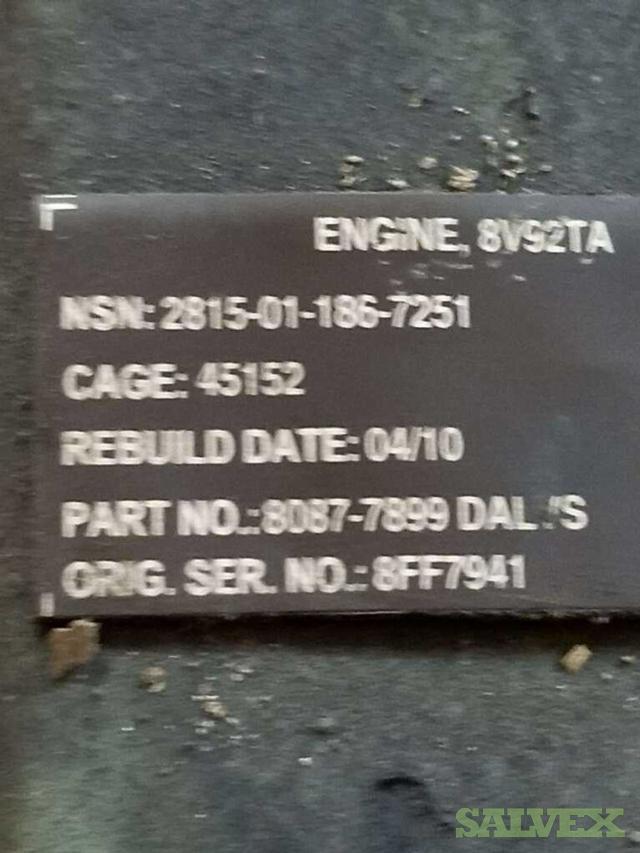 ENGINE, 8V92TA
NSN: 2815-01-186-7251
CAGE: 45152
REBUILD DATE: 04/10
PART NO.: 8087-7899
ORIG. SER. NO.: 8FF7941
SALVEX